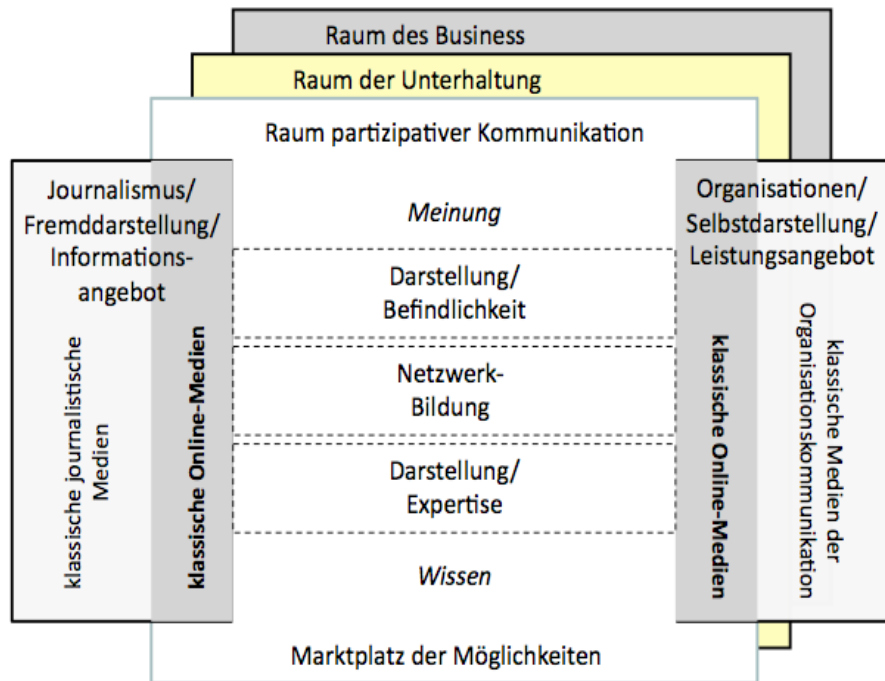 Raum des Business
Raum der Unterhaltung
Raum partizipativer Kommunikation
Journalismus/
Fremddarstellung/
Informations-
angebot
klassische journalistische
Medien
klassische Online-Medien
Meinung
Darstellung/
Befindlichkeit
Netzwerk-
Bildung
Darstellung/
Expertise
Wissen
Marktplatz der Möglichkeiten
Organisationen/
Selbstdarstellung/
Leistungsangebot
klassische Online-Medien
klassische Medien der
Organisationskommunikation